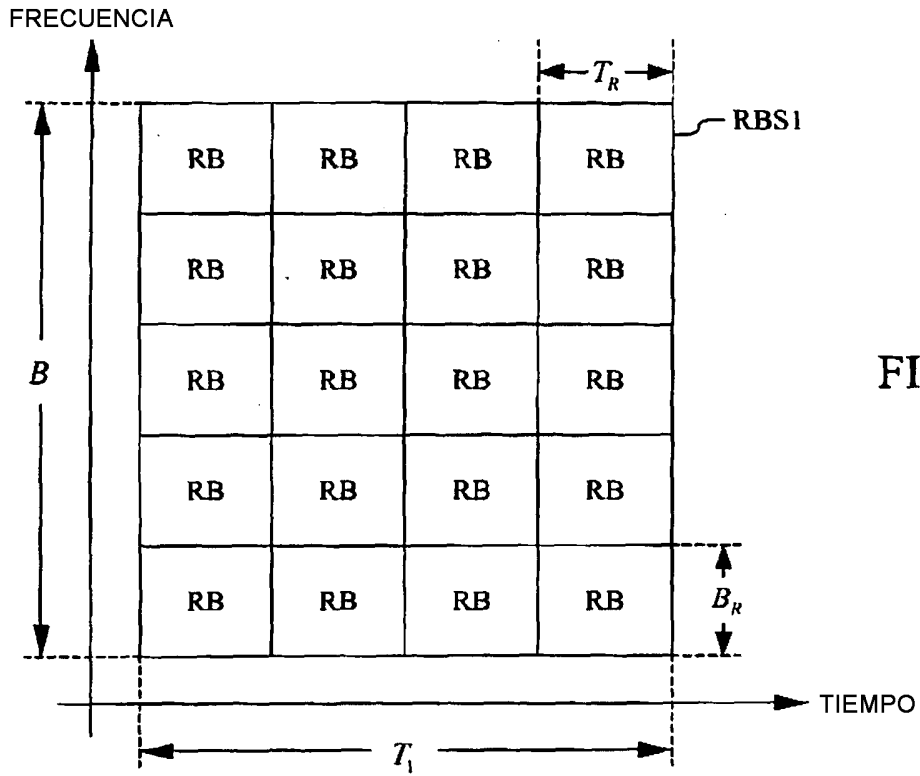 FRECUENCIA
T_R
RBS1
RB RB RB RB
RB RB RB RB
B
RB RB RB RB
FI
RB RB RB RB
RB RB RB RB
B_R
TIEMPO
T_1